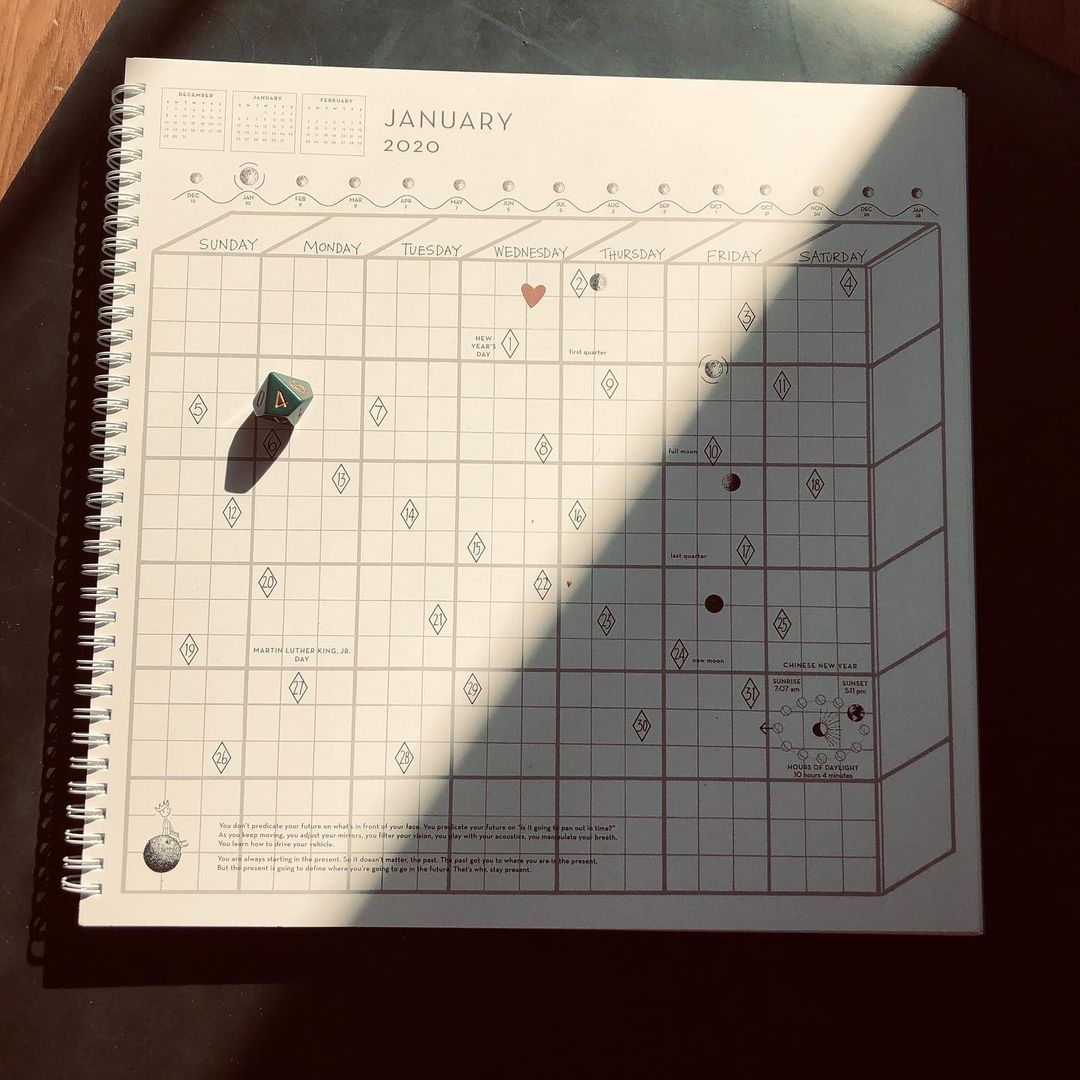 DECEMBER
JANUARY
FEBRUARY
JANUARY
2020
DEC 12
JAN 10
FEB 9
MAR 9
APR 7
MAY 7
JUN 5
JUL 5
AUG 3
SEP 2
OCT 1
OCT 31
NOV 30
DEC
JAN 28
SUNDAY MONDAY TUESDAY WEDNESDAY THURSDAY FRIDAY SATURDAY
NEW
YEAR'S
DAY
1
2
first quarter
3
4
5
0 4
6
7
8
9
full moon 10
11
12
13
14
15
16
last quarter 17
18
19
20
MARTIN LUTHER KING, JR.
DAY
21
22
23
24 new moon
25
CHINESE NEW YEAR
26
27
28
29
30
31
SUNRISE
7:07 am
SUNSET
5:11 pm
HOURS OF DAYLIGHT
10 hours 4 minutes
You don't predicate your future on what's in front of your face. You predicate your future on "is it going to pan out in time?"
As you keep moving, you adjust your mirrors, you filter your vision, you play with your acoustics, you manipulate your breath.
You learn how to drive your vehicle.
You are always starting in the present. So it doesn't matter, the past. The past got you to where you are in the present.
But the present is going to define where you're going to go in the future. That's why, stay present.